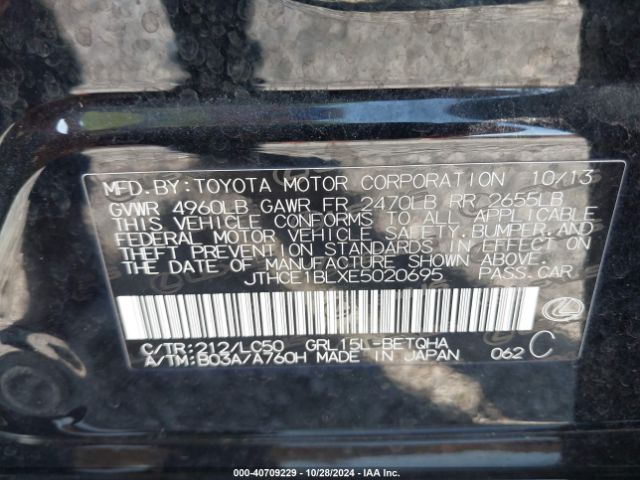 MFD. BY: TOYOTA MOTOR CORPORATION 10/13
GVWR 4960LB GAWR FR 2470LB RR 2655LB
THIS VEHICLE CONFORMS TO ALL APPLICABLE
FEDERAL MOTOR VEHICLE SAFETY, BUMPER, AND
THEFT PREVENTION STANDARDS IN EFFECT ON
THE DATE OF MANUFACTURE SHOWN ABOVE.
JTHCE1BLXE5020695 PASS. CAR
C/TR: 212/LC50 GRL15L-BETQHA
A/TM: B03A/A760H MADE IN JAPAN 062 C
000-40709229 - 10/28/2024 - IAA Inc.